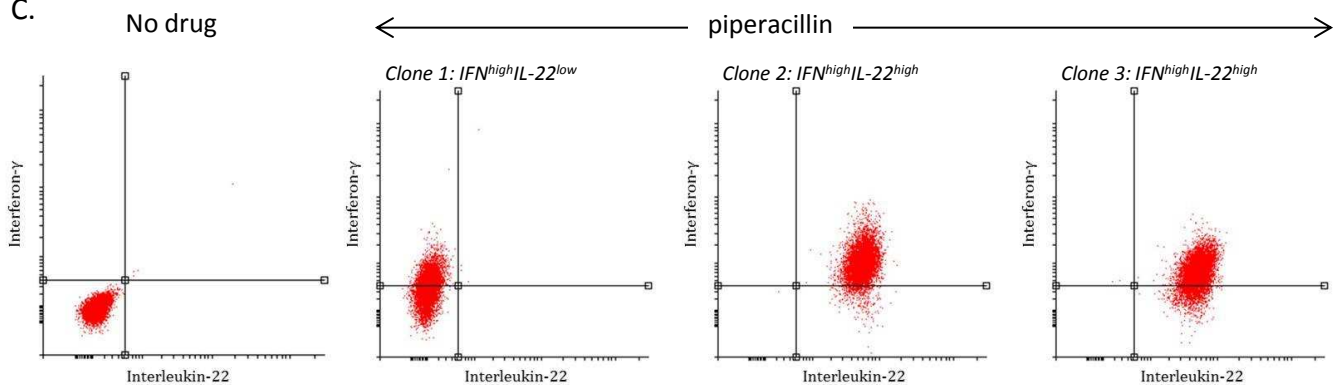 C.
No drug
piperacillin
Clone 1: IFNhighIL-22low
Clone 2: IFNhighIL-22high
Clone 3: IFNhighIL-22high
Interferon-γ
Interferon-γ
Interferon-γ
Interferon-γ
Interleukin-22
Interleukin-22
Interleukin-22
Interleukin-22